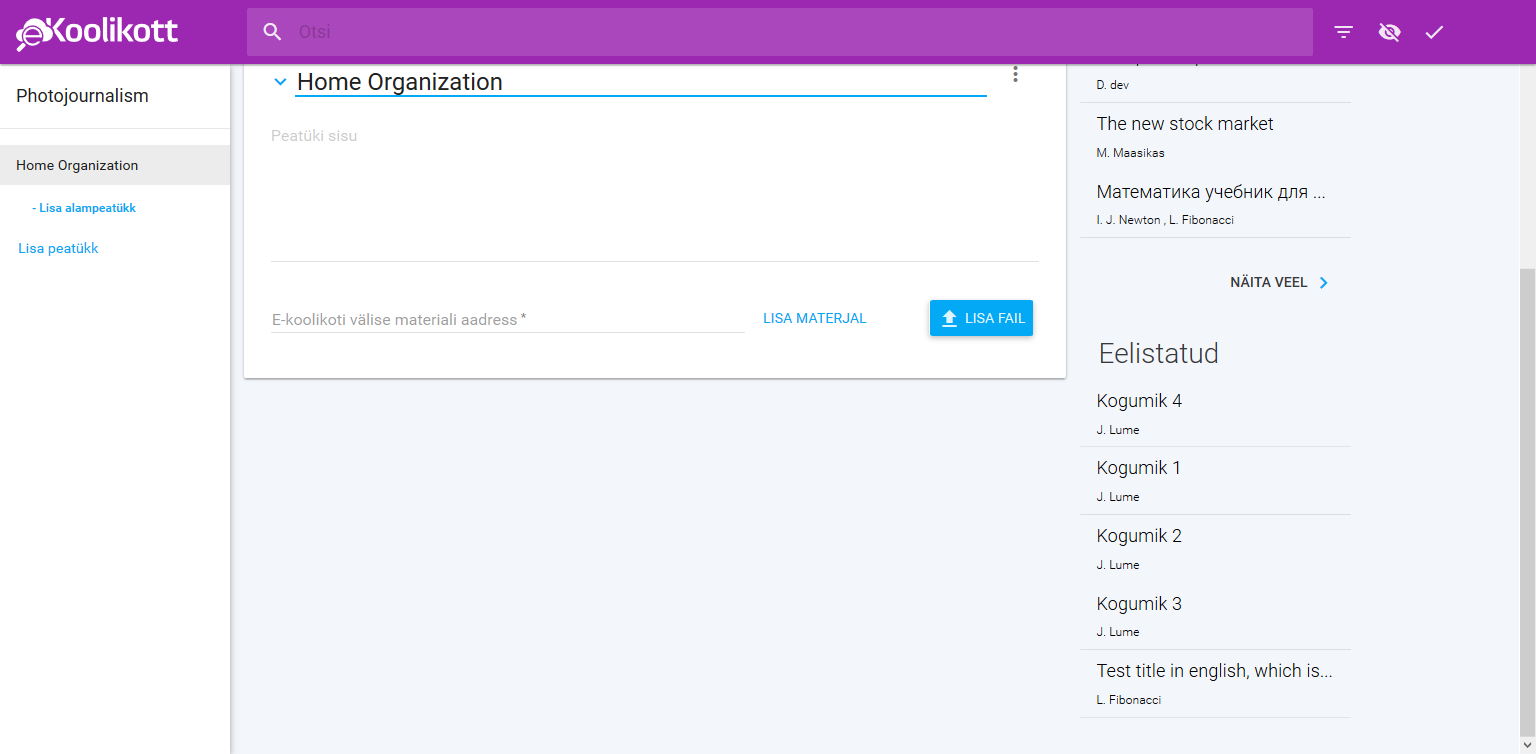 eKoolikott
Otsi
Photojournalism
Home Organization
- Lisa alampeatükk
Lisa peatükk
Home Organization
Peatüki sisu
E-koolikoti välise materiali aadress *
LISA MATERJAL
LISA FAIL
D. dev
The new stock market
M. Maasikas
Математика учебник для ...
I. J. Newton , L. Fibonacci
NÄITA VEEL
Eelistatud
Kogumik 4
J. Lume
Kogumik 1
J. Lume
Kogumik 2
J. Lume
Kogumik 3
J. Lume
Test title in english, which is...
L. Fibonacci